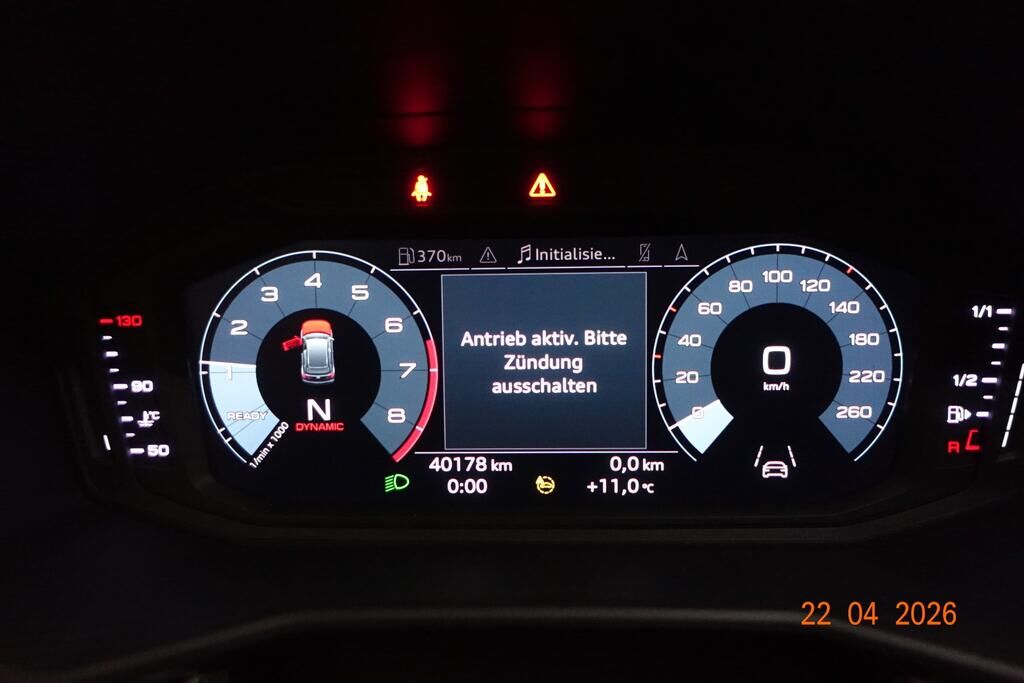 370 km
Initialisie...
130
90
°C
50
1
2
3
4
5
6
7
8
READY
1/min x 1000
N
DYNAMIC
Antrieb aktiv. Bitte
Zündung
ausschalten
0
20
40
60
80
100
120
140
180
220
260
0
km/h
1/1
1/2
R
40178 km
0,0 km
0:00
+11,0 °C
22 04 2026